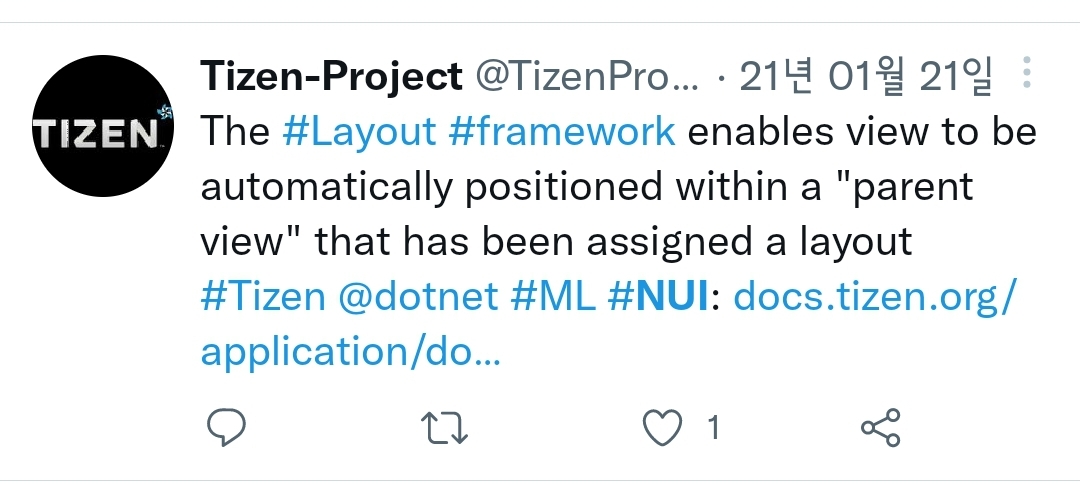 Tizen-Project @TizenPro... · 21년 01월 21일
TIZEN
The #Layout #framework enables view to be
automatically positioned within a "parent
view" that has been assigned a layout
#Tizen @dotnet #ML #NUI: docs.tizen.org/
application/do...
1